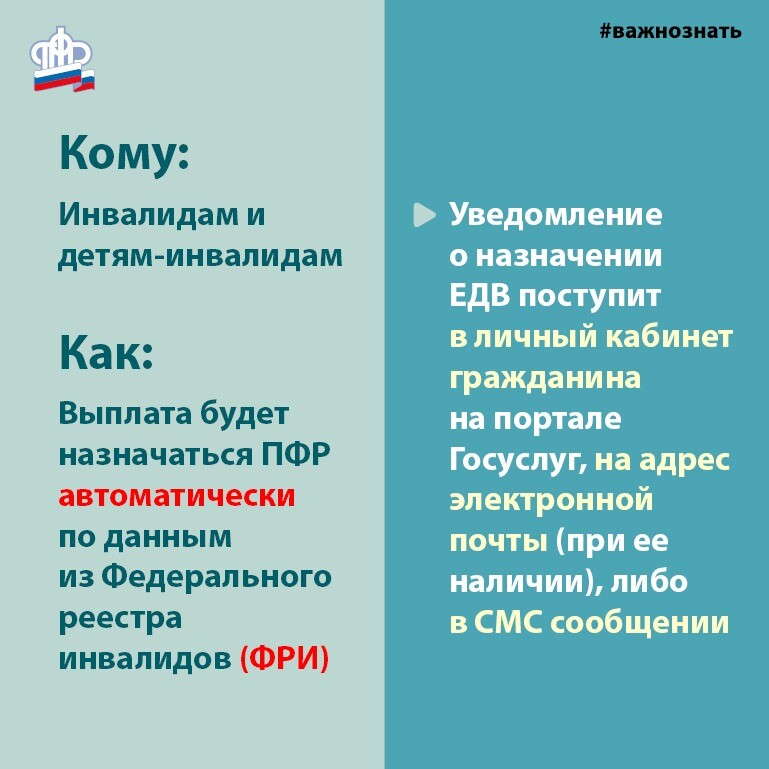 #важнознать
Кому:
Инвалидам и
детям-инвалидам
Как:
Выплата будет
назначаться ПФР
автоматически
по данным
из Федерального
реестра
инвалидов (ФРИ)
Уведомление
о назначении
ЕДВ поступит
в личный кабинет
гражданина
на портале
Госуслуг, на адрес
электронной
почты (при ее
наличии), либо
в СМС сообщении